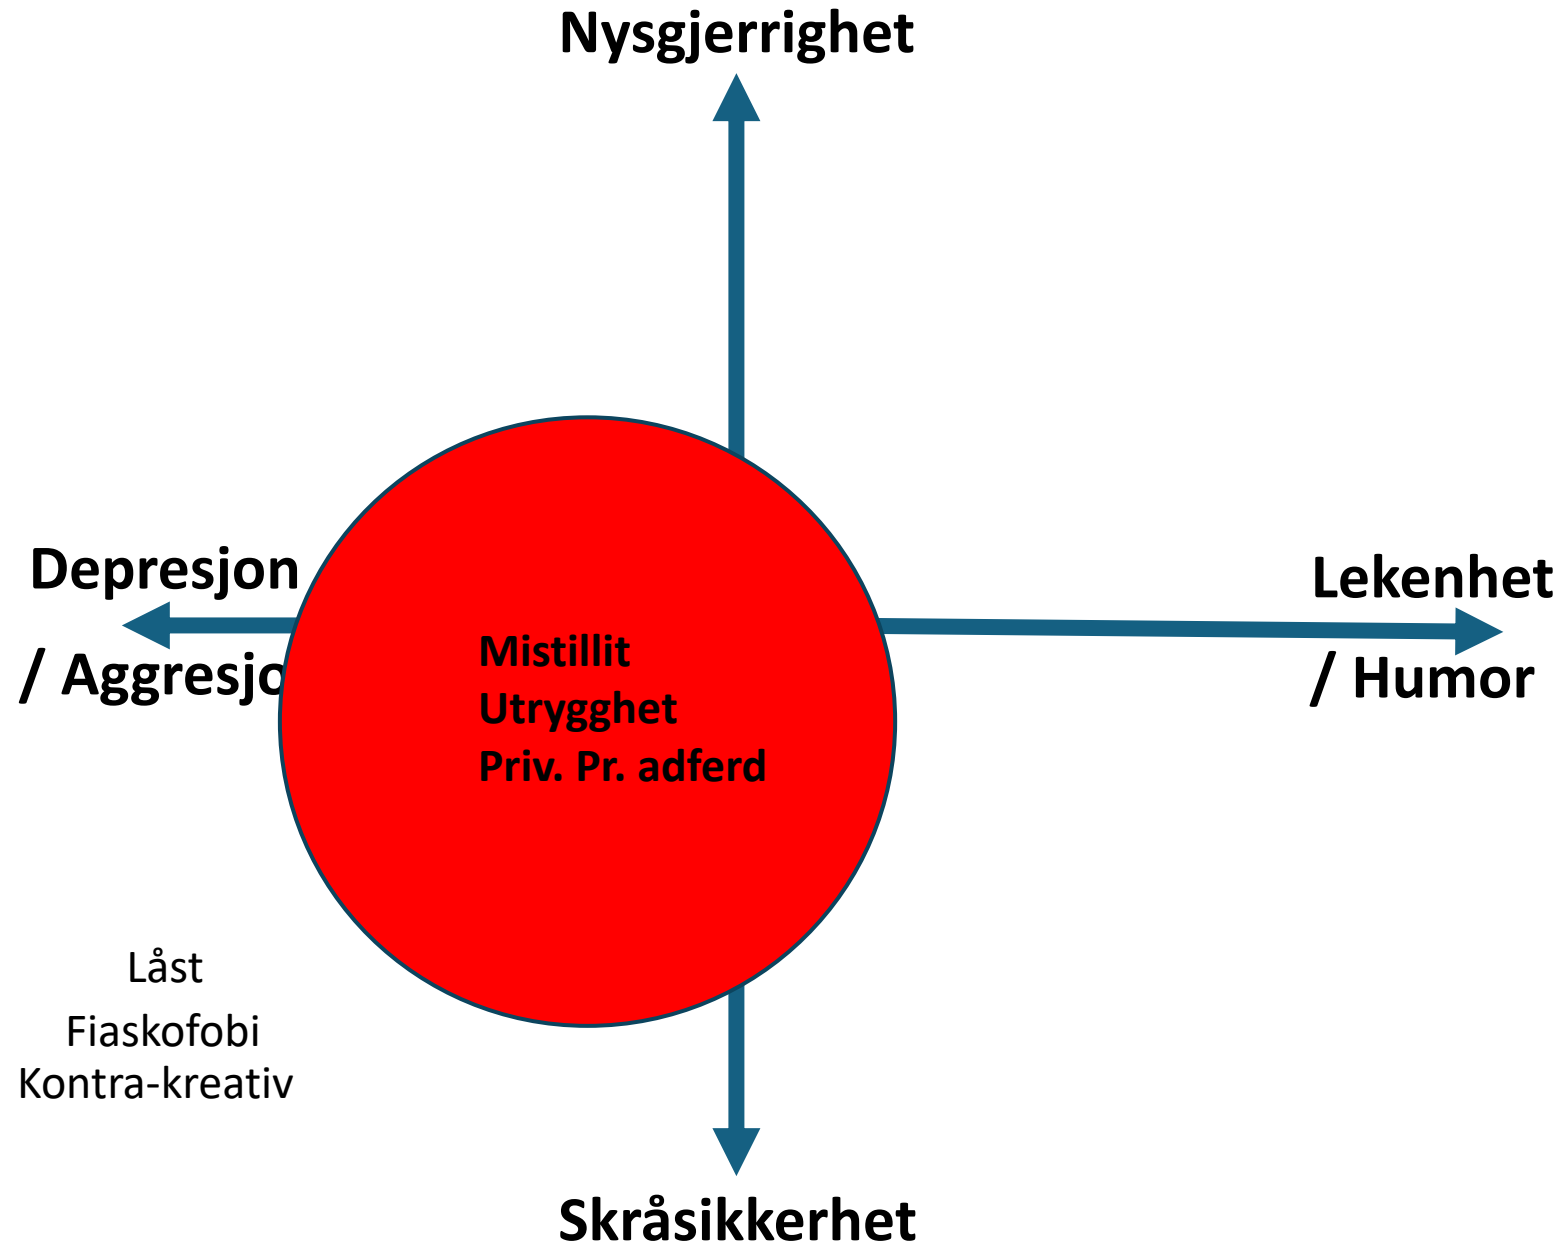 Nysgjerrighet
Depresjon
/ Aggresjo
Lekenhet
/ Humor
Mistillit
Utrygghet
Priv. Pr. adferd
Låst
Fiaskofobi
Kontra-kreativ
Skråsikkerhet